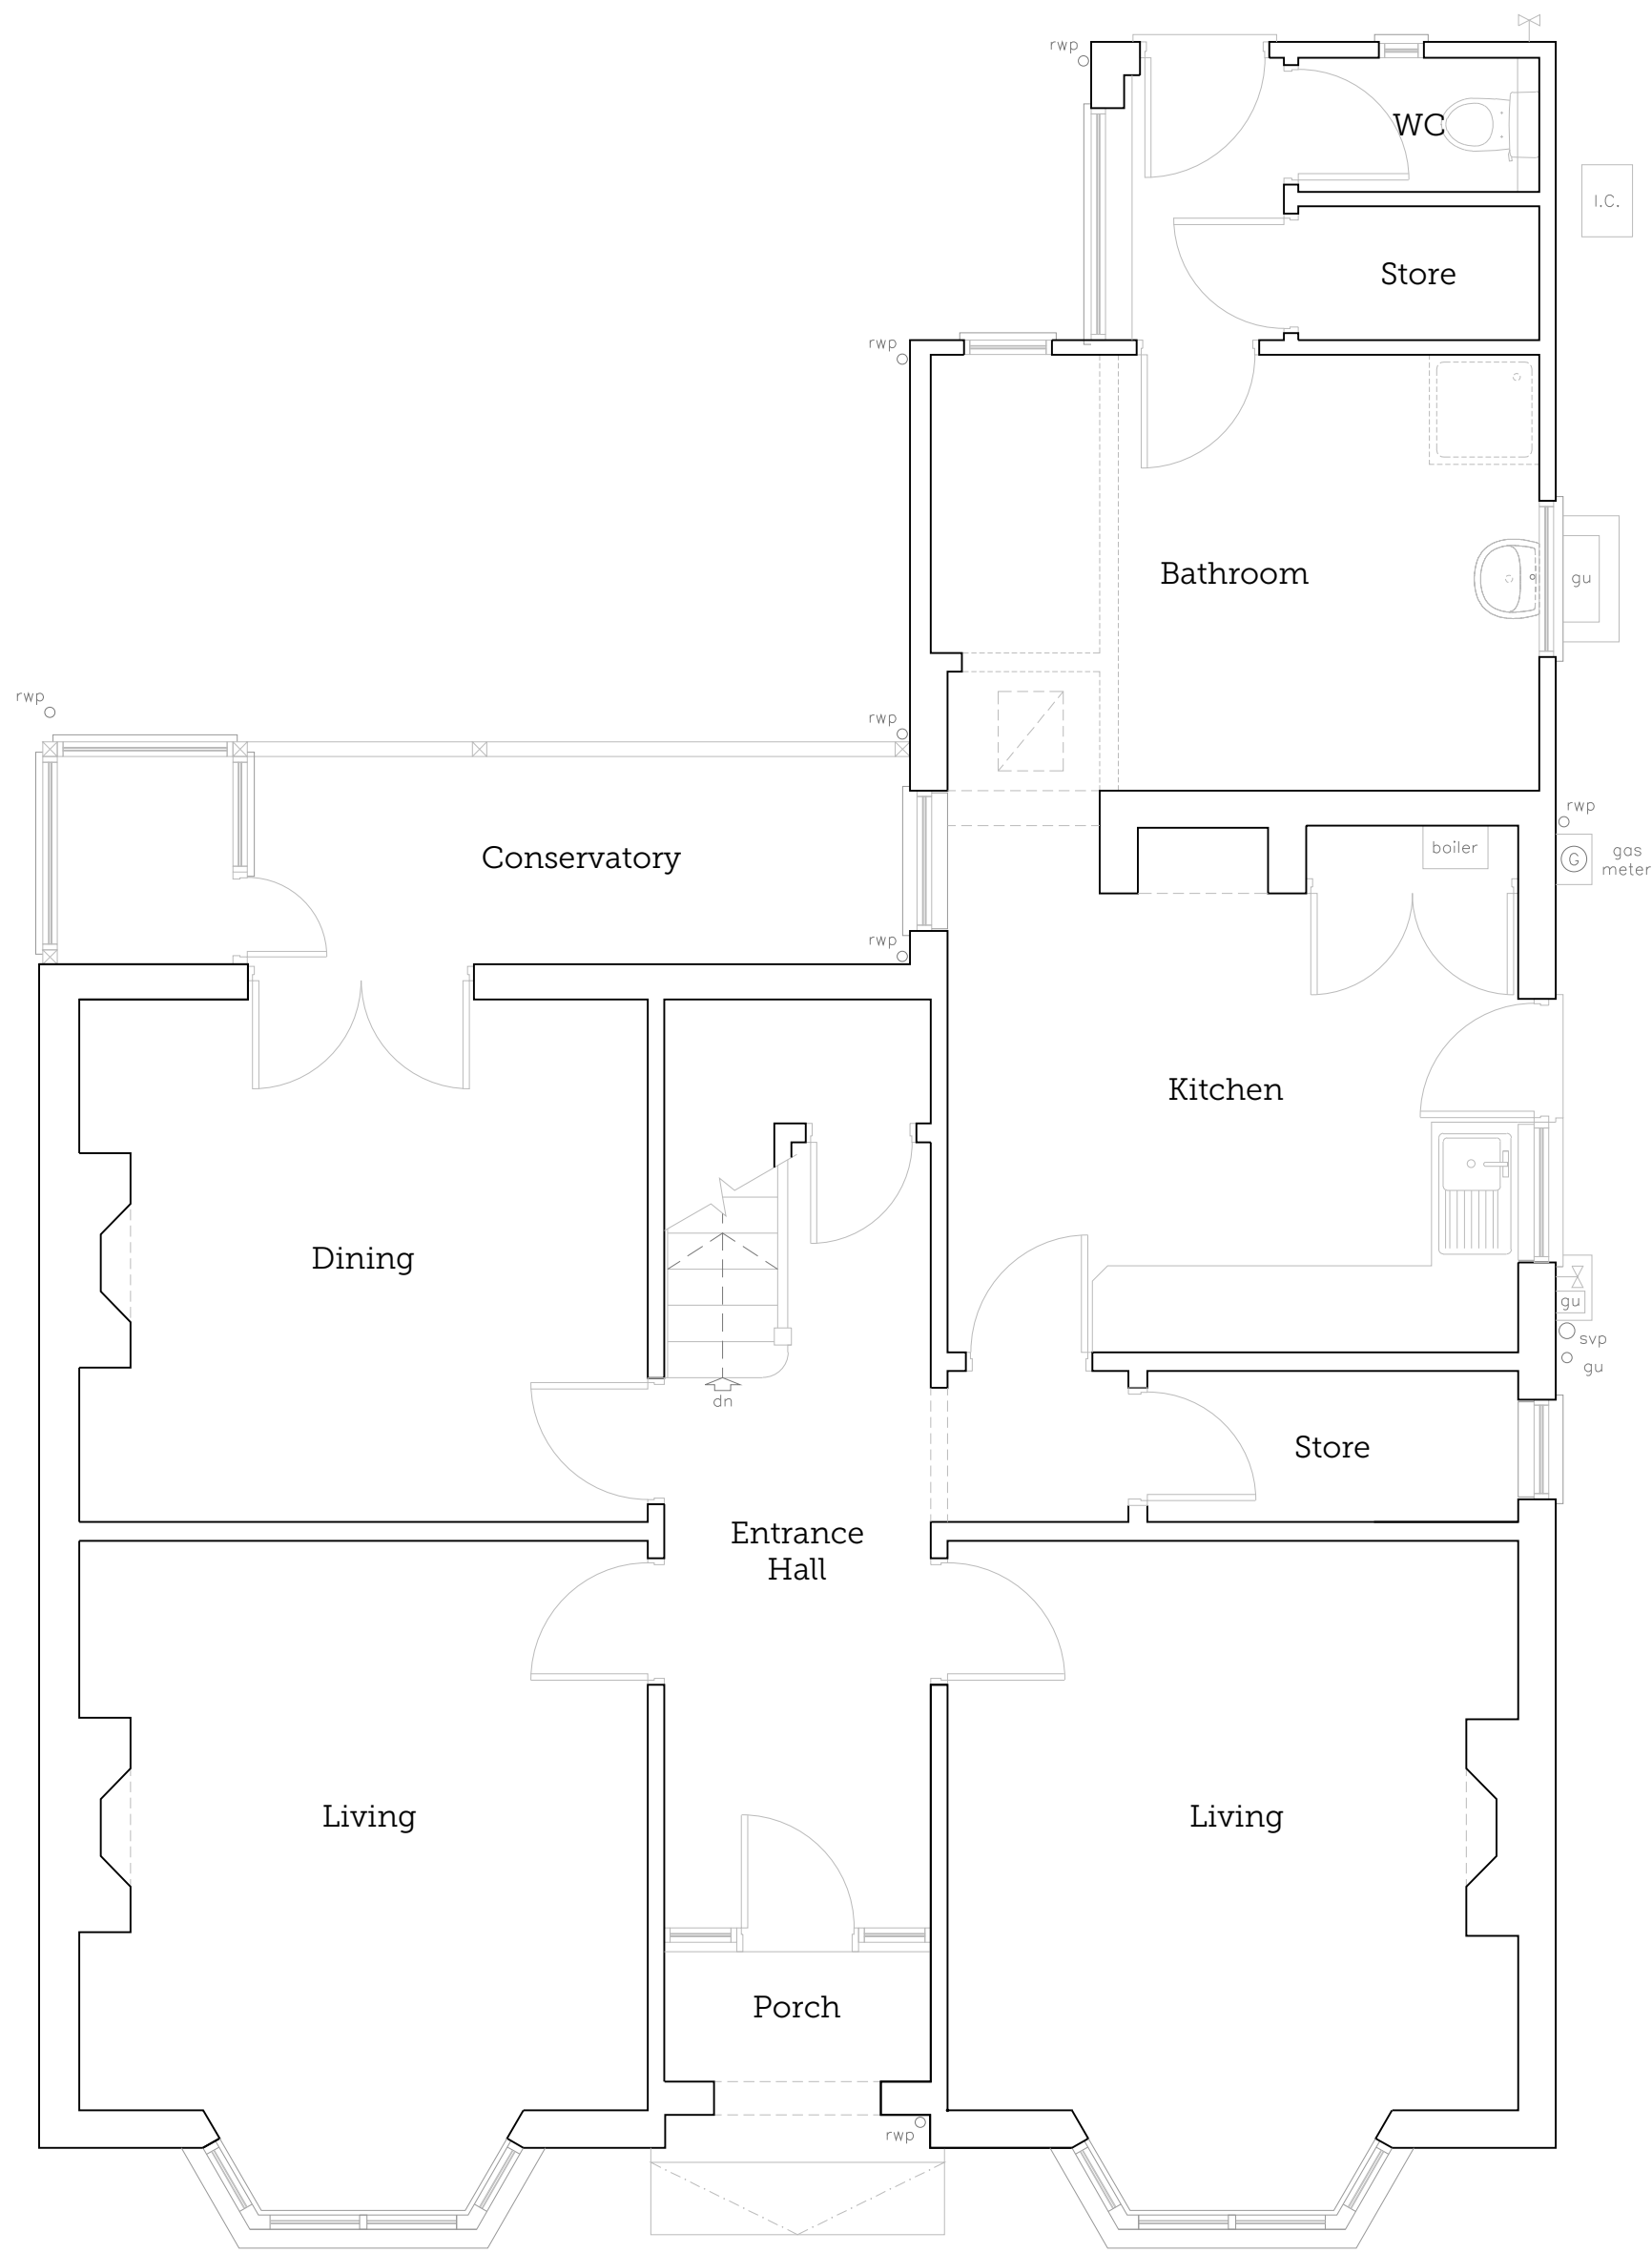 rwp
WC
I.C.
Store
rwp
Bathroom
gu
rwp
rwp
rwp
boiler
G
gas
meter
Conservatory
rwp
Kitchen
Dining
gu
svp
gu
dn
Store
Entrance
Hall
Living
Living
Porch
rwp